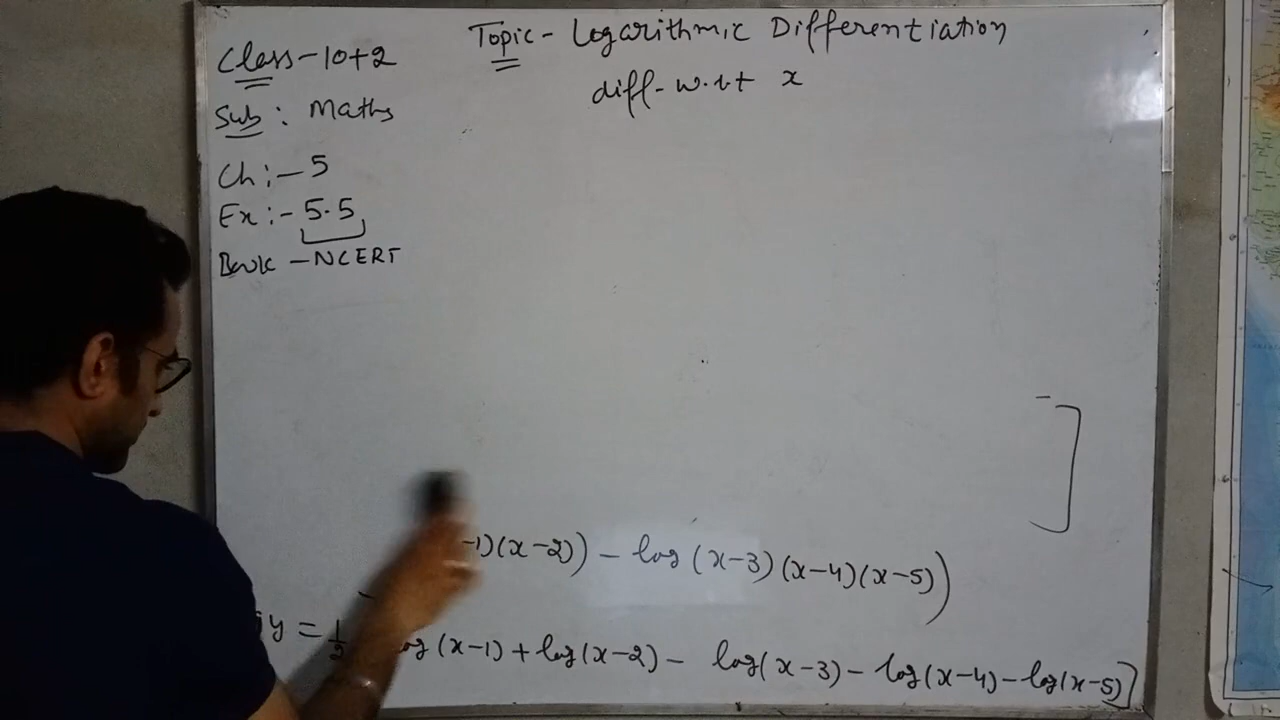 Topic - Logarithmic Differentiation
diff. w.r.t x
Class - 10+2
Sub : Maths
Ch :- 5
Ex :- 5.5
Book - NCERT
-1)(x-2)) - log (x-3)(x-4)(x-5))
y = 1/2 log(x-1) + log(x-2) - log(x-3) - log(x-4) - log(x-5)]